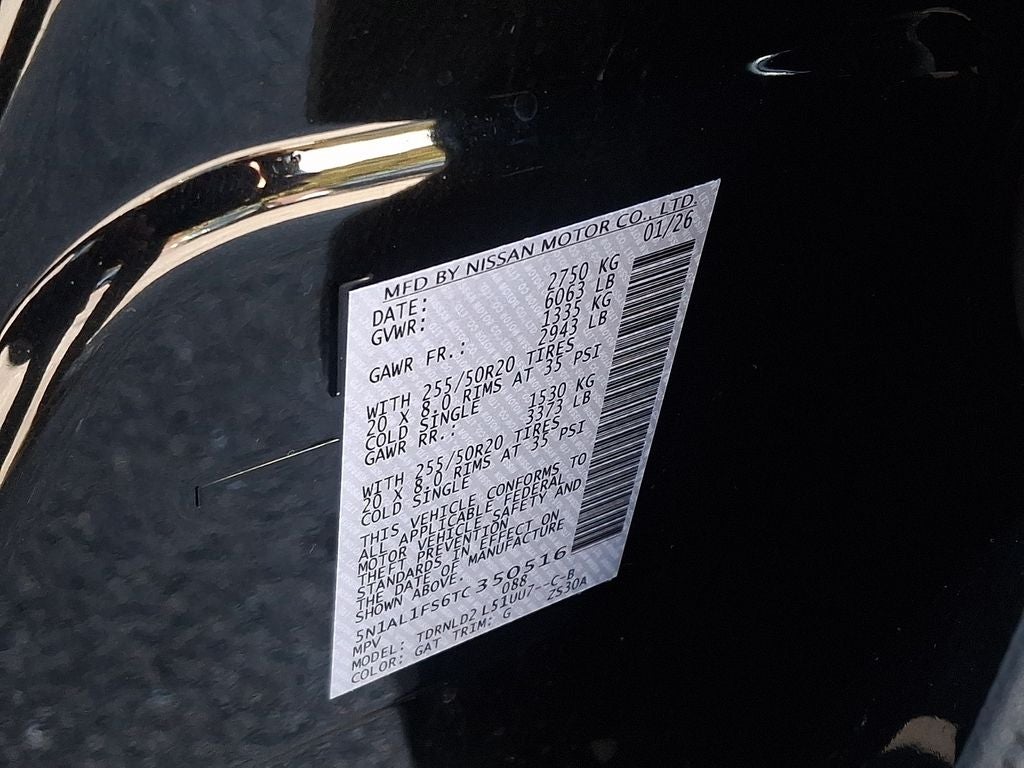 MFD BY NISSAN MOTOR CO., LTD.
DATE: 01/26
GVWR: 2750 KG
6063 LB
GAWR FR.: 1335 KG
2943 LB
WITH 255/50R20 TIRES
20 X 8.0 RIMS AT 35 PSI
COLD SINGLE
GAWR RR.: 1530 KG
3373 LB
WITH 255/50R20 TIRES
20 X 8.0 RIMS AT 35 PSI
COLD SINGLE
THIS VEHICLE CONFORMS TO
ALL APPLICABLE FEDERAL
MOTOR VEHICLE SAFETY AND
THEFT PREVENTION
STANDARDS IN EFFECT ON
THE DATE OF MANUFACTURE
SHOWN ABOVE.
5N1AL1FS6TC350516
MPV 088
MODEL: TDRNLD2 L51UU7--C-B
COLOR: GAT TRIM: G ZS30A